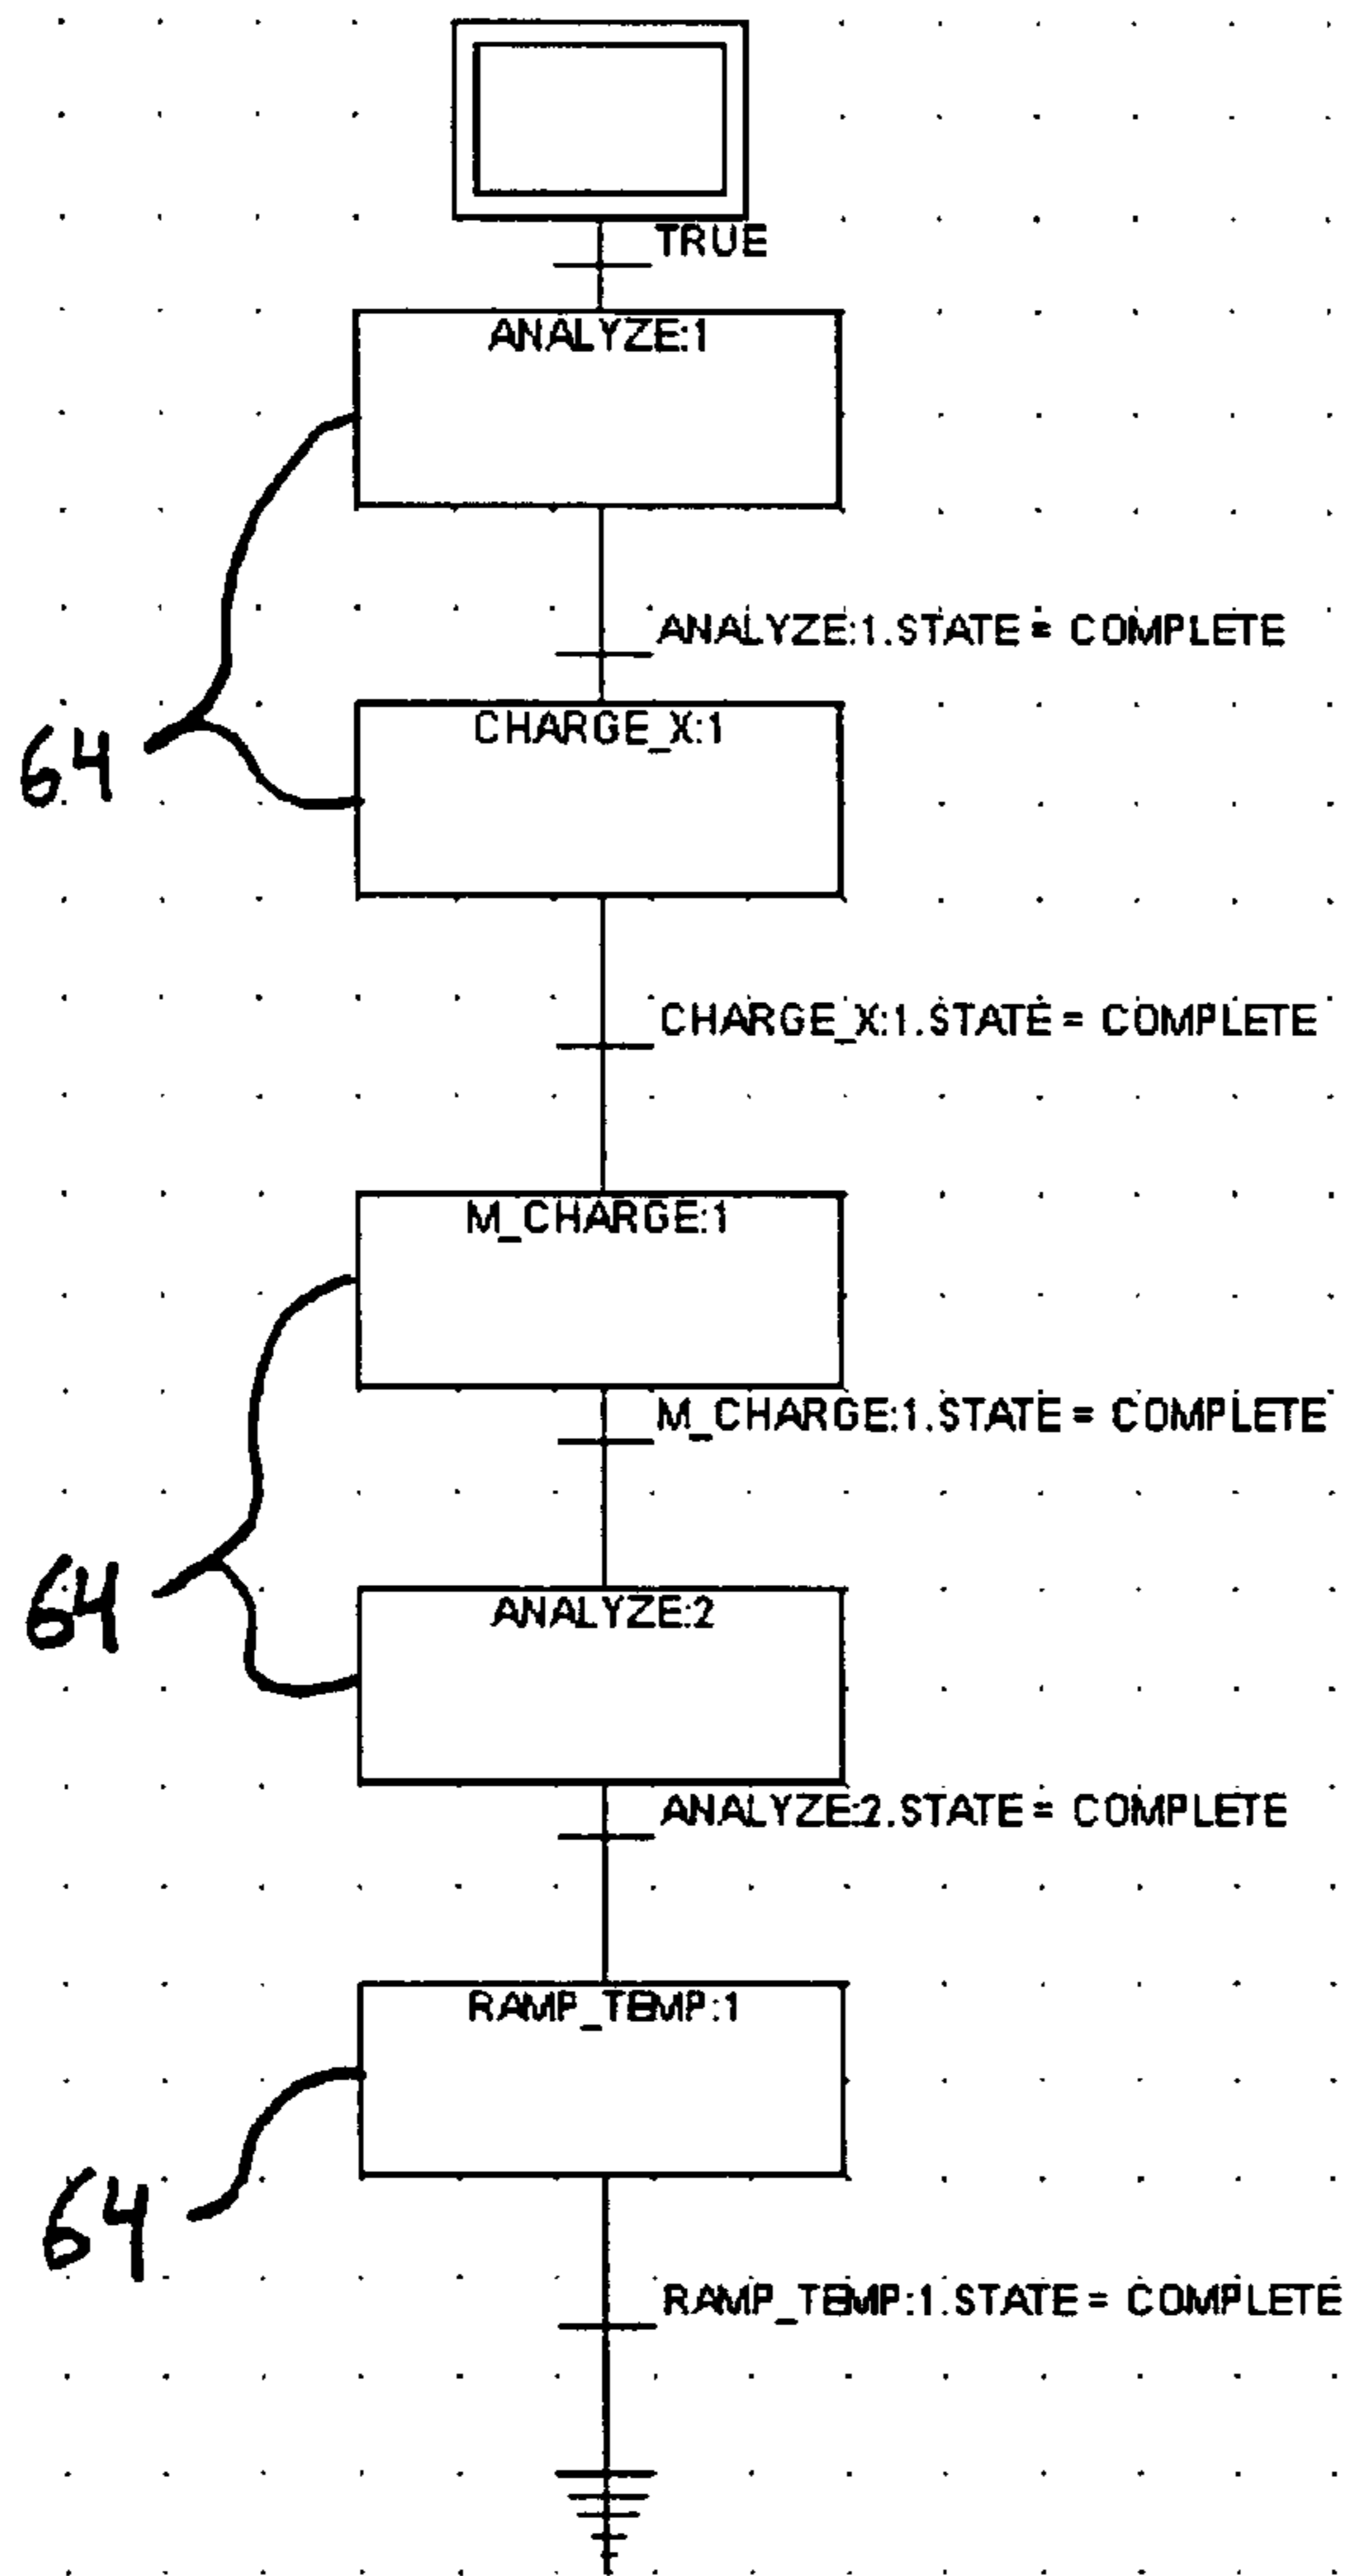 TRUE
ANALYZE:1
ANALYZE:1.STATE = COMPLETE
CHARGE_X:1
64
CHARGE_X:1.STATE = COMPLETE
M_CHARGE:1
M_CHARGE:1.STATE = COMPLETE
64
ANALYZE:2
ANALYZE:2.STATE = COMPLETE
RAMP_TEMP:1
64
RAMP_TEMP:1.STATE = COMPLETE